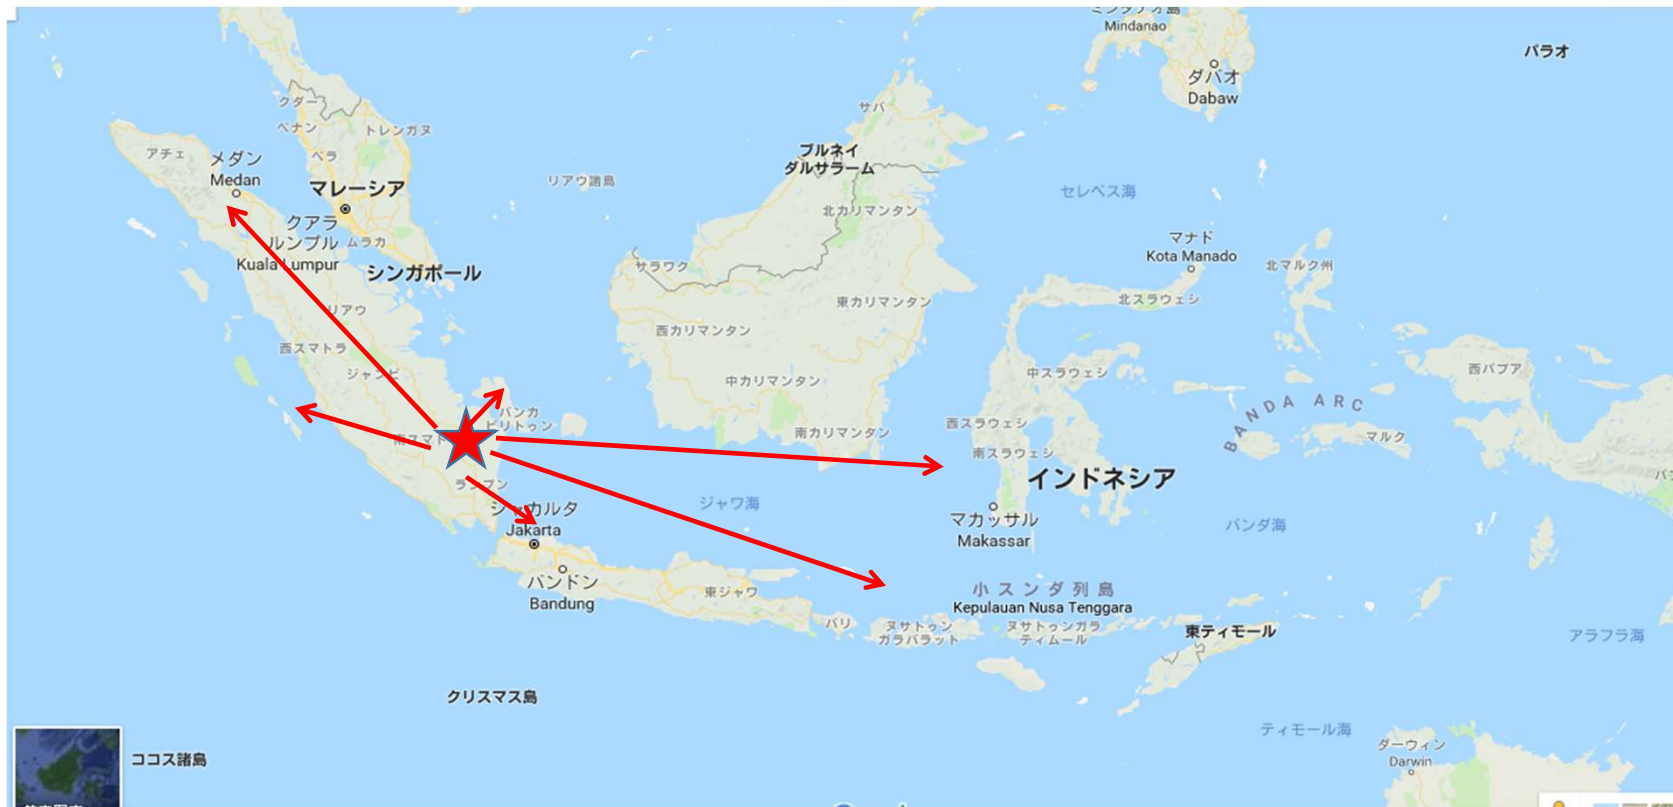 ミンダナオ島
Mindanao
パラオ
ダバオ
Dabaw
クダー
ペナン
トレンガヌ
サバ
アチェ
メダン
Medan
ペラ
マレーシア
ブルネイ
ダルサラーム
リアウ諸島
セレベス海
北カリマンタン
クアラ
ルンプル
Kuala Lumpur
ムラカ
シンガポール
マナド
Kota Manado
サラワク
北マルク州
北スラウェシ
東カリマンタン
リアウ
西カリマンタン
西スマトラ
ジャンビ
中カリマンタン
中スラウェシ
西パプア
BANDA ARC
バンカ
ビリトゥン
南スマト
南カリマンタン
西スラウェシ
南スラウェシ
マルク
インドネシア
ランプン
ジャワ海
ジャカルタ
Jakarta
マカッサル
Makassar
バンダ海
バンドン
Bandung
東ジャワ
小スンダ列島
Kepulauan Nusa Tenggara
バリ
ヌサトゥン
ガラバラット
ヌサトゥンガラ
ティムール
東ティモール
アラフラ海
クリスマス島
ティモール海
ココス諸島
ダーウィン
Darwin